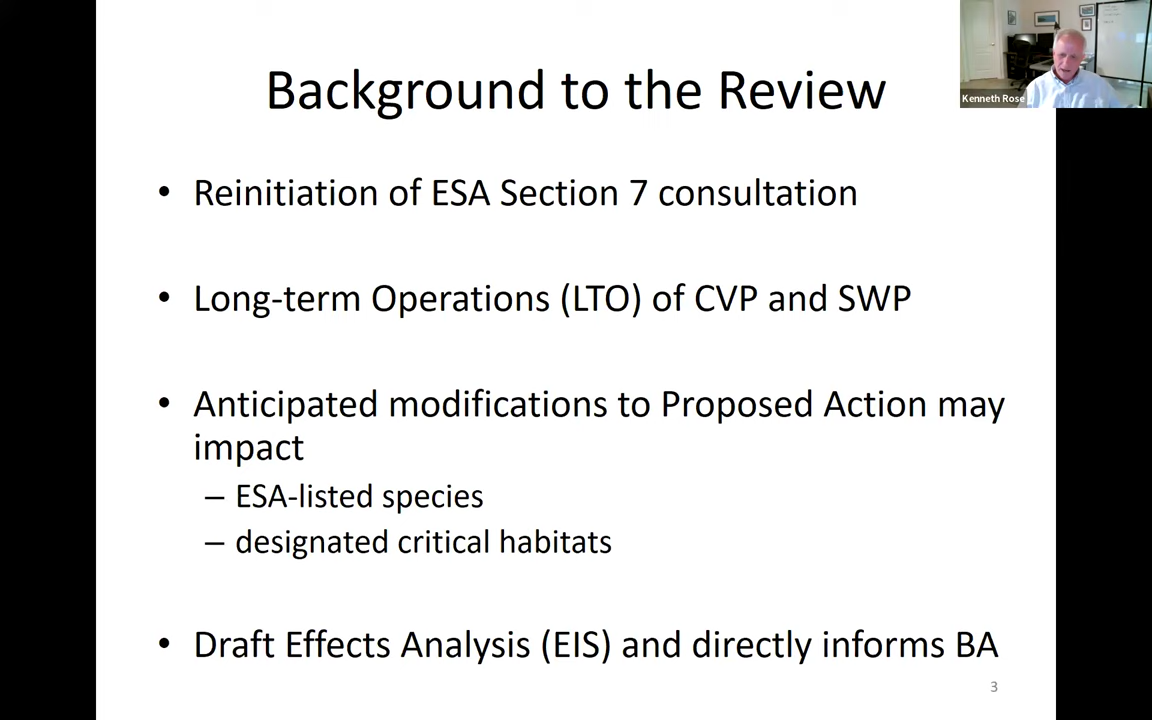 Background to the Review
Kenneth Rose
• Reinitiation of ESA Section 7 consultation
• Long-term Operations (LTO) of CVP and SWP
• Anticipated modifications to Proposed Action may
impact
– ESA-listed species
– designated critical habitats
• Draft Effects Analysis (EIS) and directly informs BA
3